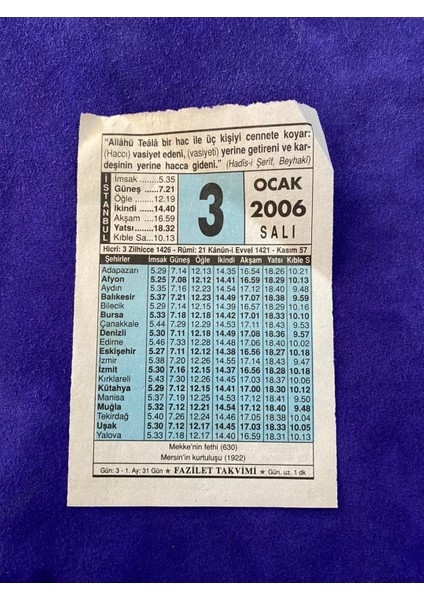 "Allâhü Teâlâ bir hac ile üç kişiyi cennete koyar:
(Haccı) vasiyet edeni, (vasiyeti) yerine getireni ve kar-
deşinin yerine hacca gideni." (Hadîs-i Şerif, Beyhakî)
İSTANBUL
İmsak 5.35
Güneş 7.21
Öğle 12.19
İkindi 14.40
Akşam 16.59
Yatsı 18.32
Kıble Sa. 10.13
3
OCAK
2006
SALI
Hicrî: 3 Zilhicce 1426 - Rûmî: 21 Kânûn-i Evvel 1421 - Kasım 57
Şehirler İmsak Güneş Öğle İkindi Akşam Yatsı Kıble S
Adapazarı 5.29 7.14 12.13 14.35 16.54 18.26 10.21
Afyon 5.25 7.08 12.12 14.41 16.59 18.29 10.13
Aydın 5.35 7.16 12.23 14.54 17.12 18.40 9.48
Balıkesir 5.37 7.21 12.23 14.49 17.07 18.38 9.59
Bilecik 5.29 7.14 12.15 14.39 16.57 18.29 10.15
Bursa 5.33 7.18 12.18 14.42 17.01 18.33 10.10
Çanakkale 5.44 7.29 12.29 14.53 17.11 18.43 9.53
Denizli 5.30 7.11 12.18 14.49 17.08 18.36 9.57
Edirne 5.46 7.33 12.28 14.48 17.06 18.40 10.02
Eskişehir 5.27 7.11 12.12 14.38 16.56 18.27 10.18
İzmir 5.38 7.20 12.26 14.55 17.14 18.43 9.47
İzmit 5.30 7.16 12.15 14.37 16.56 18.28 10.18
Kırklareli 5.43 7.30 12.26 14.45 17.03 18.37 10.06
Kütahya 5.29 7.12 12.15 14.41 17.00 18.30 10.12
Manisa 5.37 7.19 12.25 14.53 17.12 18.41 9.50
Muğla 5.32 7.12 12.21 14.54 17.12 18.40 9.48
Tekirdağ 5.40 7.26 12.24 14.46 17.05 18.38 10.04
Uşak 5.30 7.12 12.17 14.45 17.03 18.33 10.05
Yalova 5.33 7.18 12.17 14.40 16.59 18.31 10.13
Mekke'nin fethi (630)
Mersin'in kurtuluşu (1922)
Gün: 3 - 1. Ay: 31 Gün ★ FAZİLET TAKVİMİ ★ Gün. uz. 1 dk